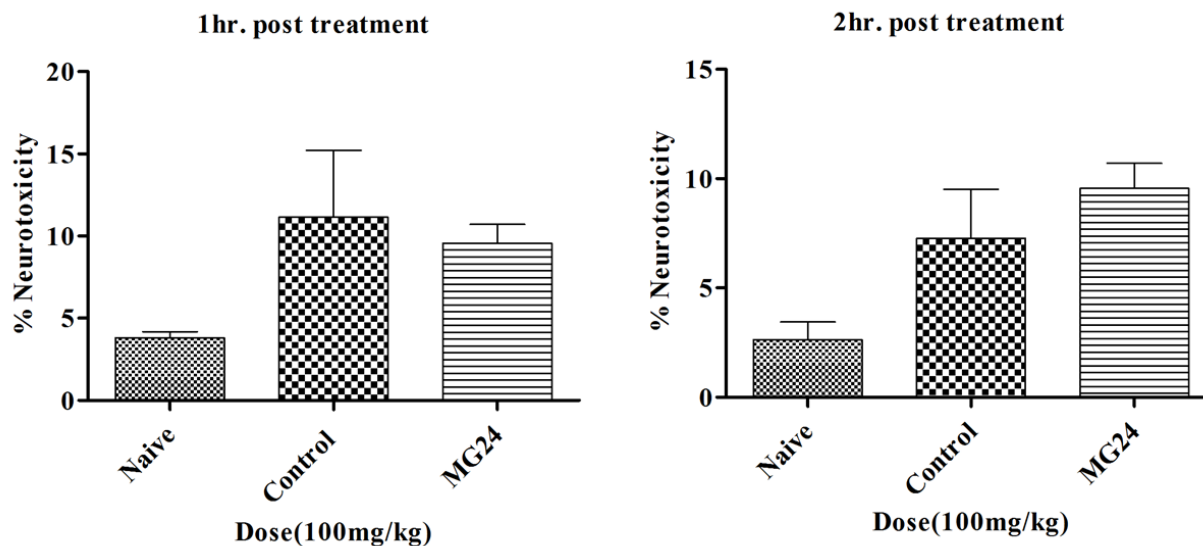 1hr. post treatment
% Neurotoxicity
20
15
10
5
0
Naive
Control
MG24
Dose(100mg/kg)
2hr. post treatment
% Neurotoxicity
15
10
5
0
Naive
Control
MG24
Dose(100mg/kg)